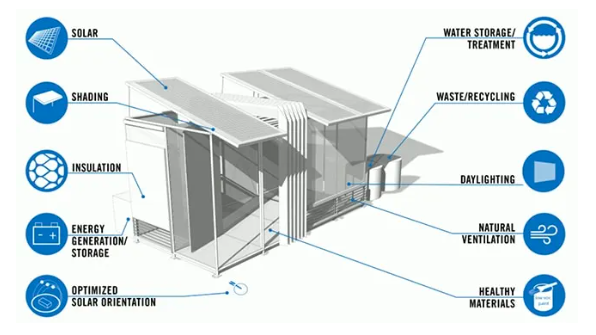 SOLAR
SHADING
INSULATION
ENERGY
GENERATION/
STORAGE
OPTIMIZED
SOLAR ORIENTATION
WATER STORAGE/
TREATMENT
WASTE/RECYCLING
DAYLIGHTING
NATURAL
VENTILATION
HEALTHY
MATERIALS